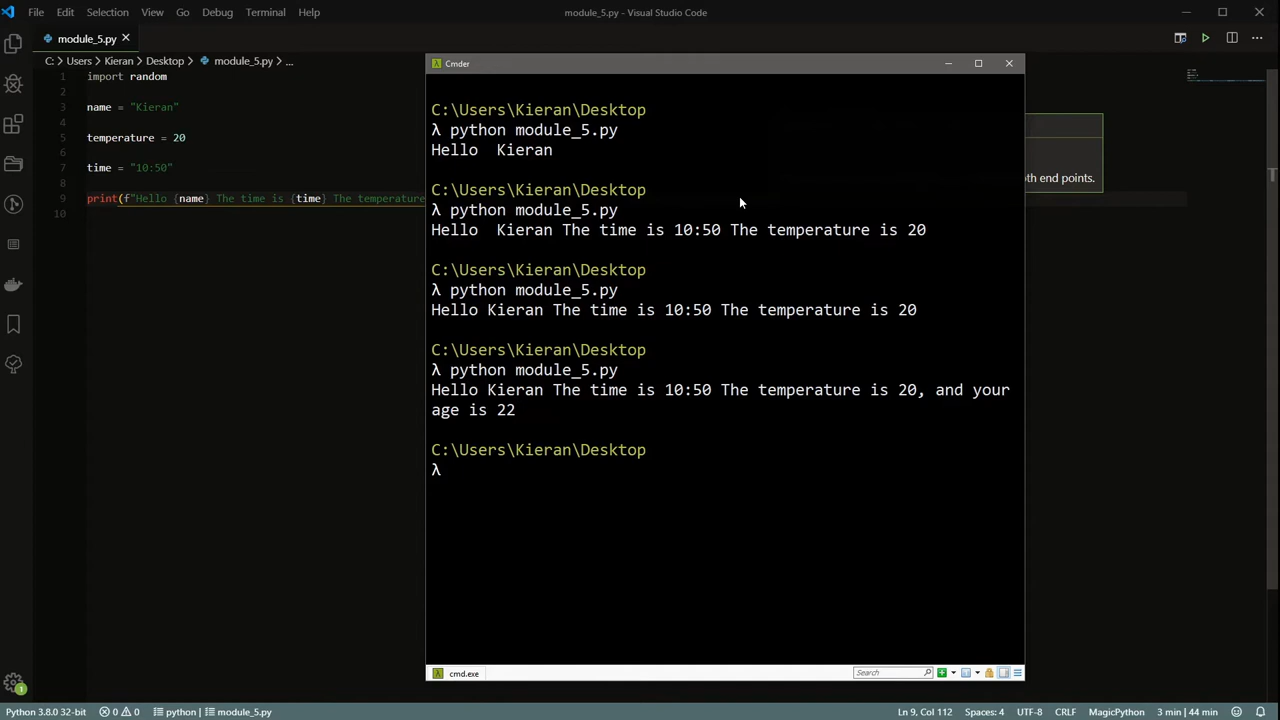 File Edit Selection View Go Debug Terminal Help module_5.py - Visual Studio Code
module_5.py
C: > Users > Kieran > Desktop > module_5.py > ...
1 import random
2
3 name = "Kieran"
4
5 temperature = 20
6
7 time = "10:50"
8
9 print(f"Hello {name} The time is {time} The temperature
10
th end points.
Cmder
C:\Users\Kieran\Desktop
λ python module_5.py
Hello  Kieran
C:\Users\Kieran\Desktop
λ python module_5.py
Hello  Kieran The time is 10:50 The temperature is 20
C:\Users\Kieran\Desktop
λ python module_5.py
Hello Kieran The time is 10:50 The temperature is 20
C:\Users\Kieran\Desktop
λ python module_5.py
Hello Kieran The time is 10:50 The temperature is 20, and your
age is 22
C:\Users\Kieran\Desktop
λ
cmd.exe Search
Python 3.8.0 32-bit 0 0 python | module_5.py Ln 9, Col 112 Spaces: 4 UTF-8 CRLF MagicPython 3 min | 44 min